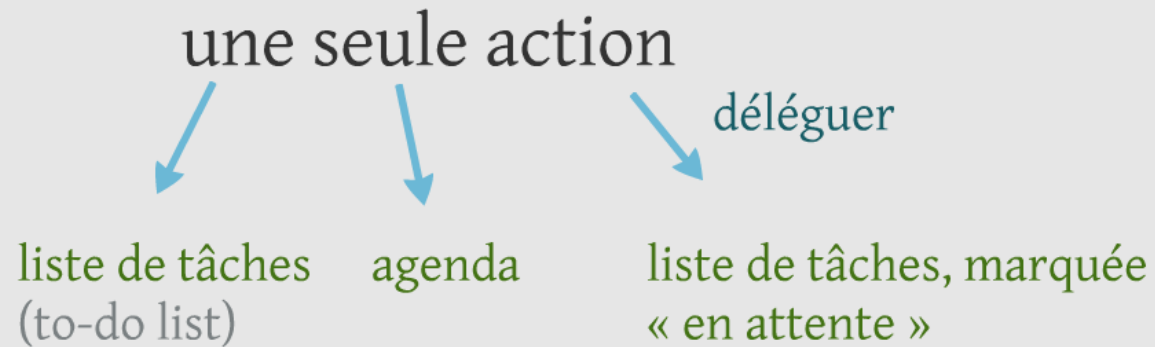 une seule action
déléguer
liste de tâches
(to-do list)
agenda
liste de tâches, marquée
« en attente »